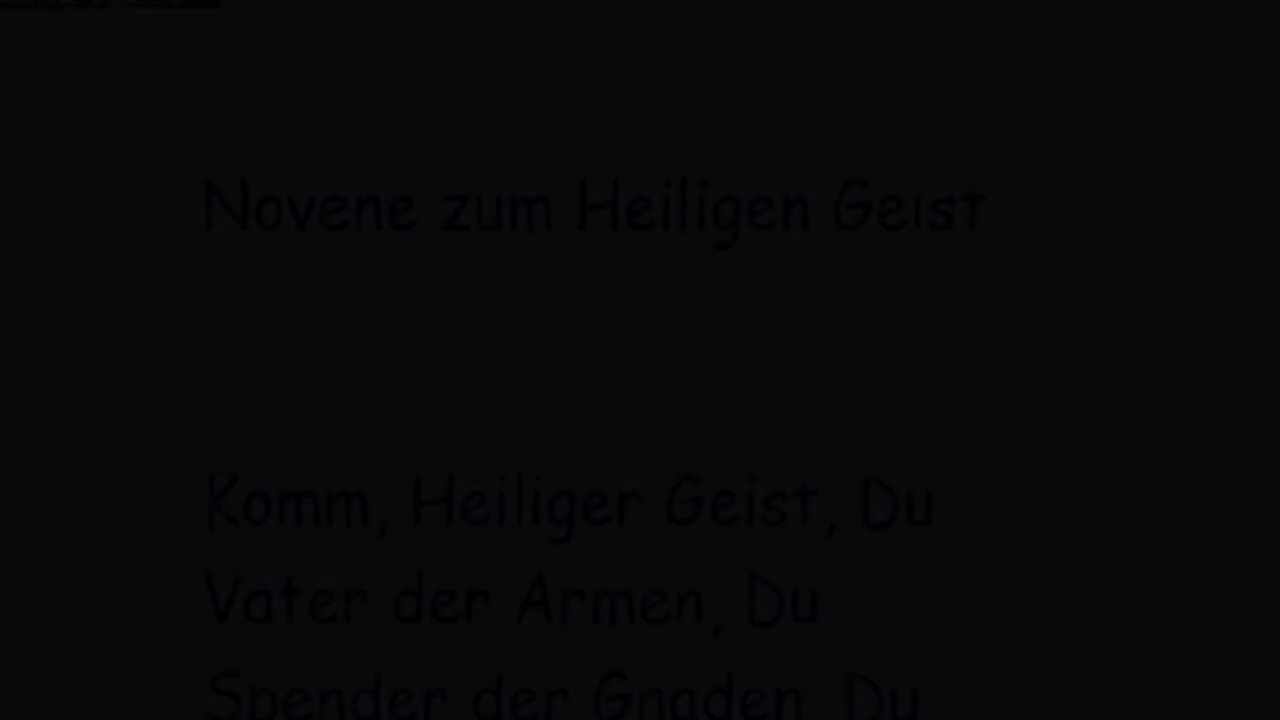 Novene zum Heiligen Geist
Komm, Heiliger Geist, Du
Vater der Armen, Du
Spender der Gnaden, Du